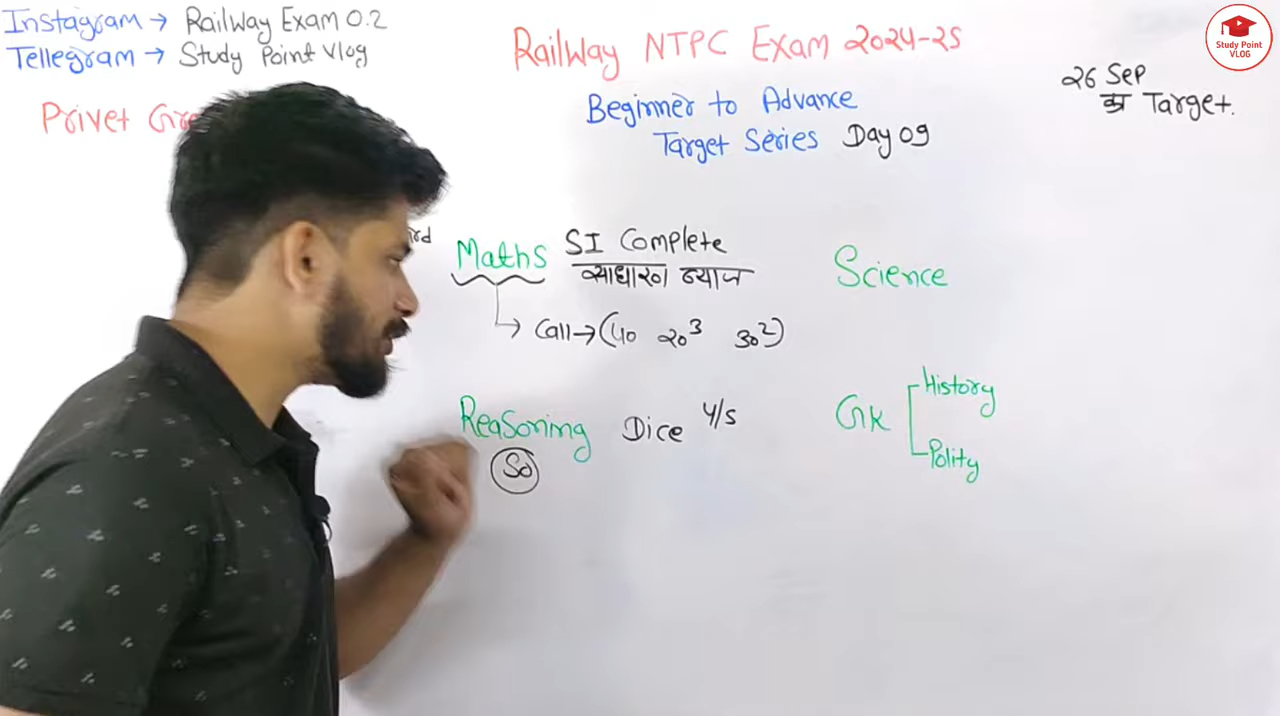 Instagram → Railway Exam 0.2
Tellegram → Study Point Vlog
Railway NTPC Exam 2024-25
Study Point
VLOG
26 Sep
का Target.
Privet Gr
Beginner to Advance
Target Series Day 09
Maths SI Complete
साधारण ब्याज
Call → (40 20³ 30²)
Science
Reasoning Dice 4/5
50
GK
History
Polity